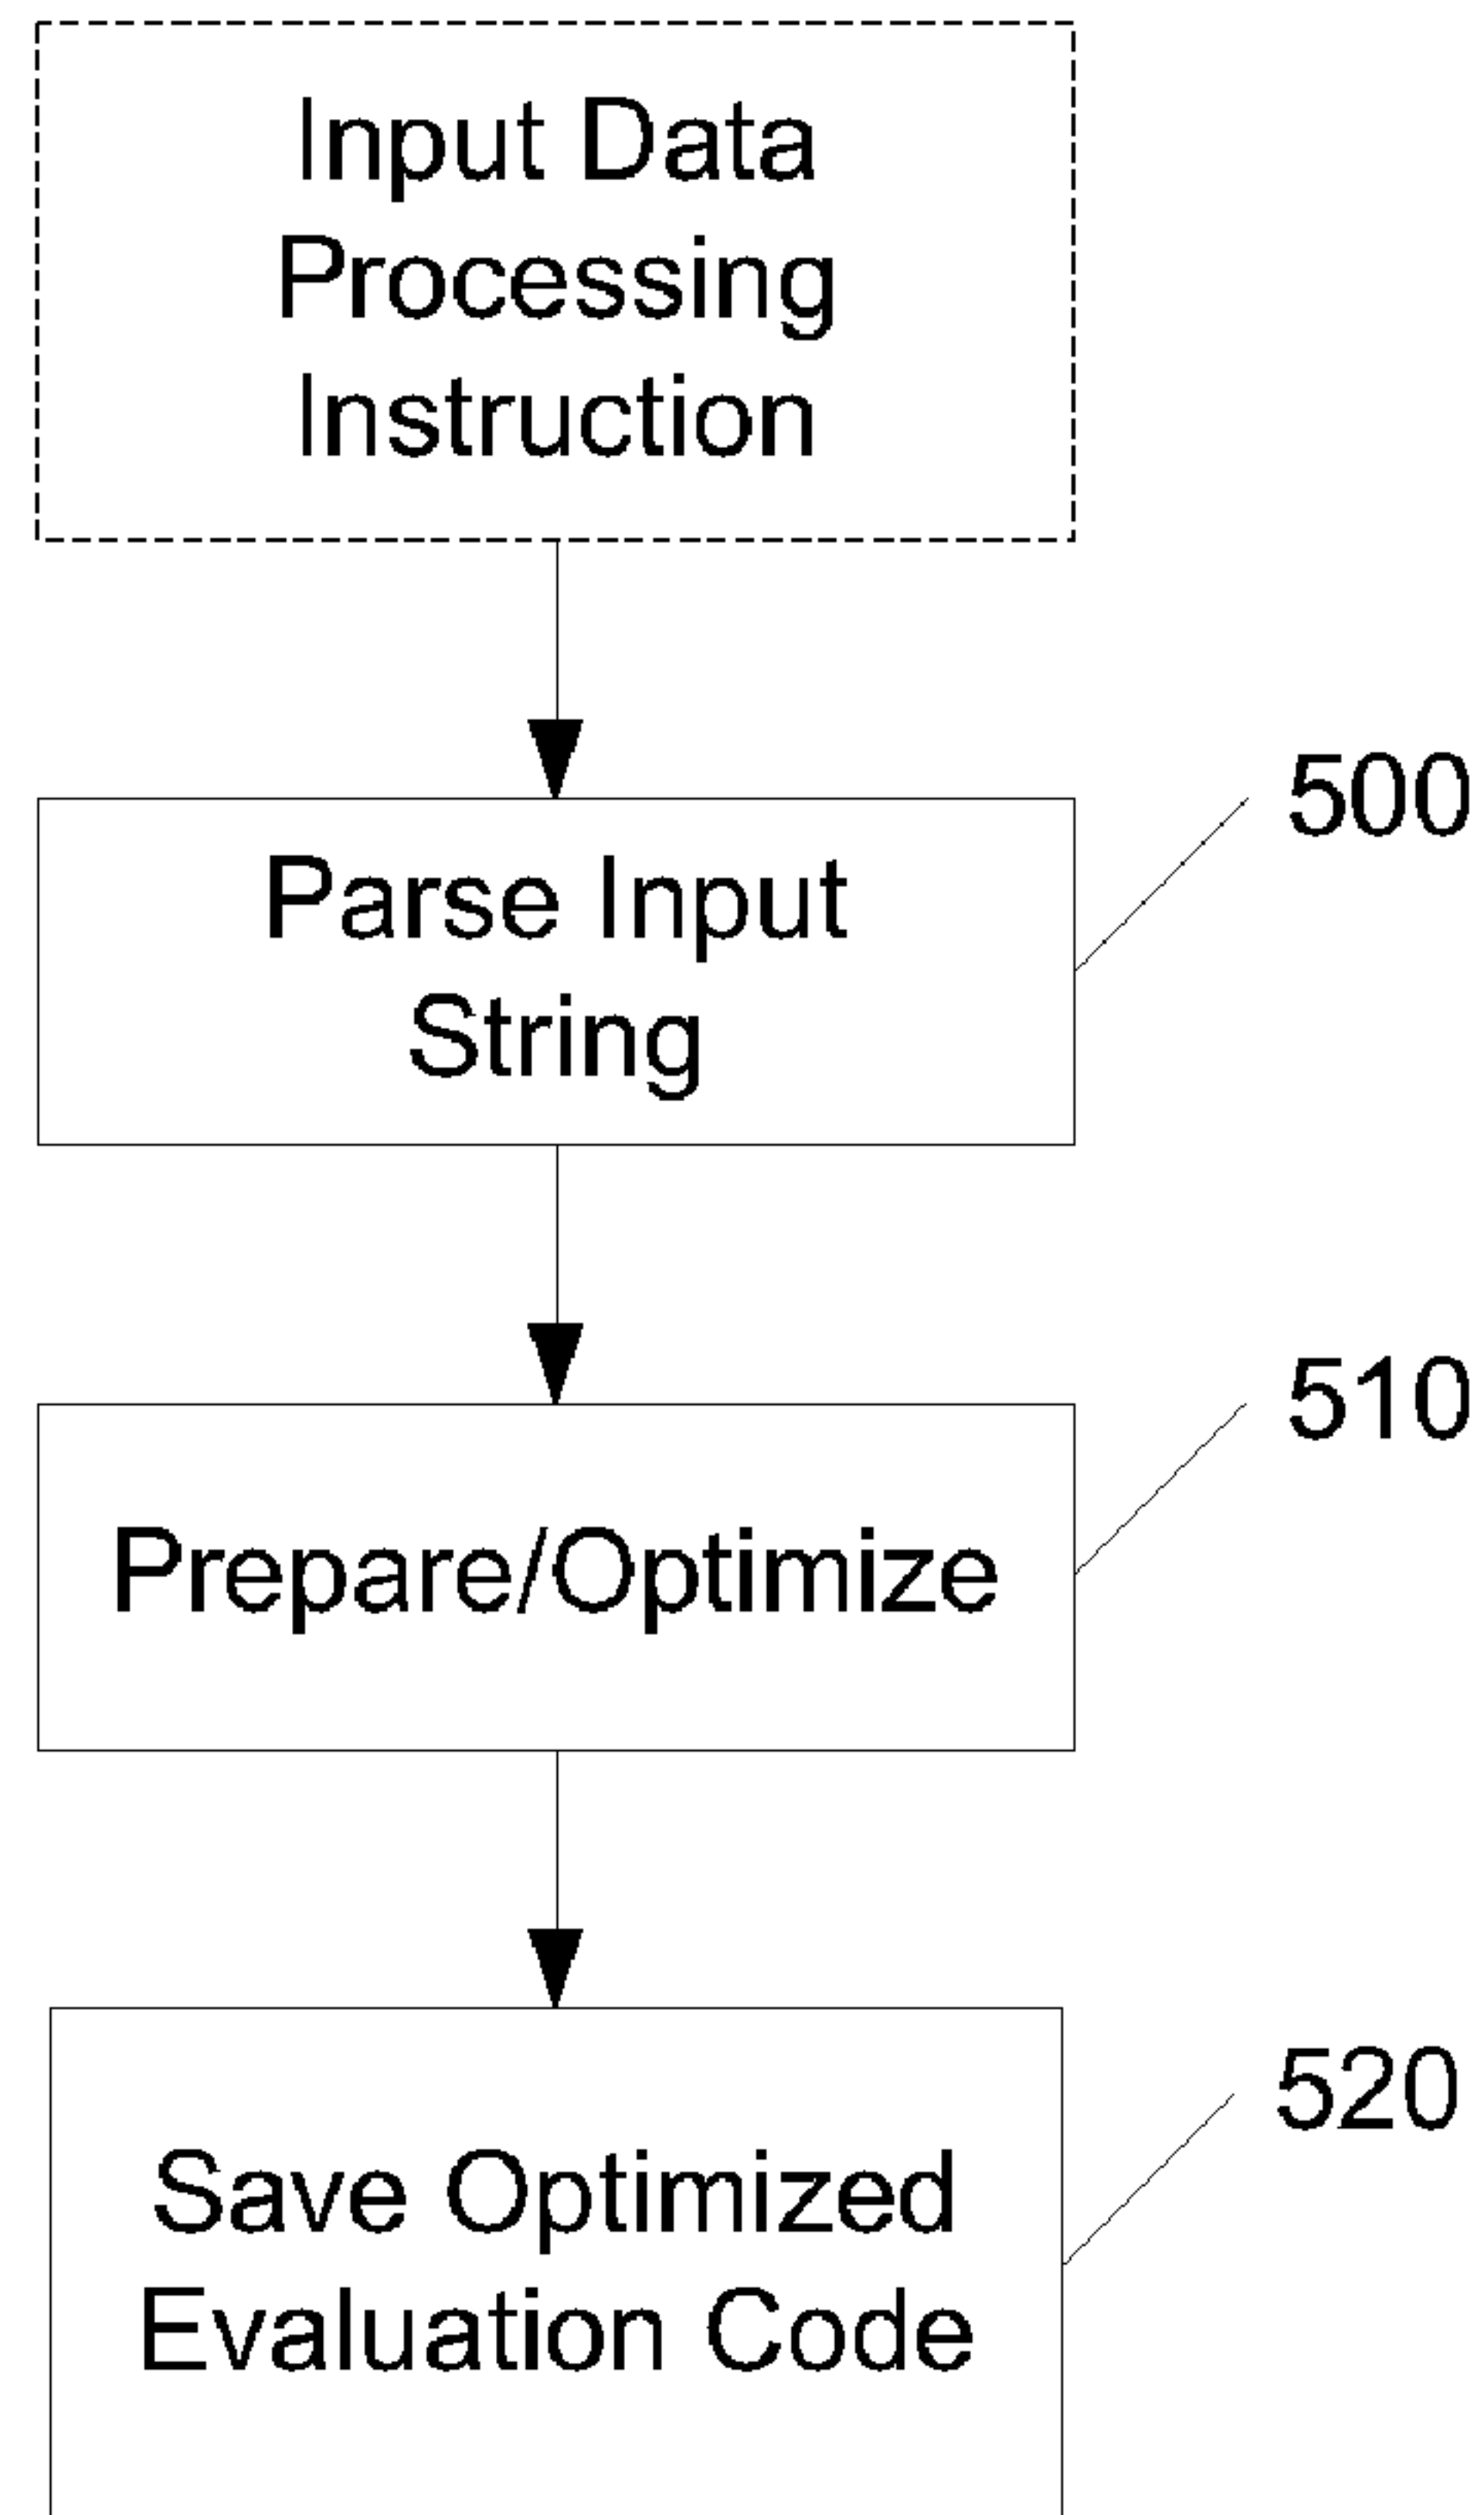 Input Data
Processing
Instruction
500
Parse Input
String
510
Prepare/Optimize
520
Save Optimized
Evaluation Code